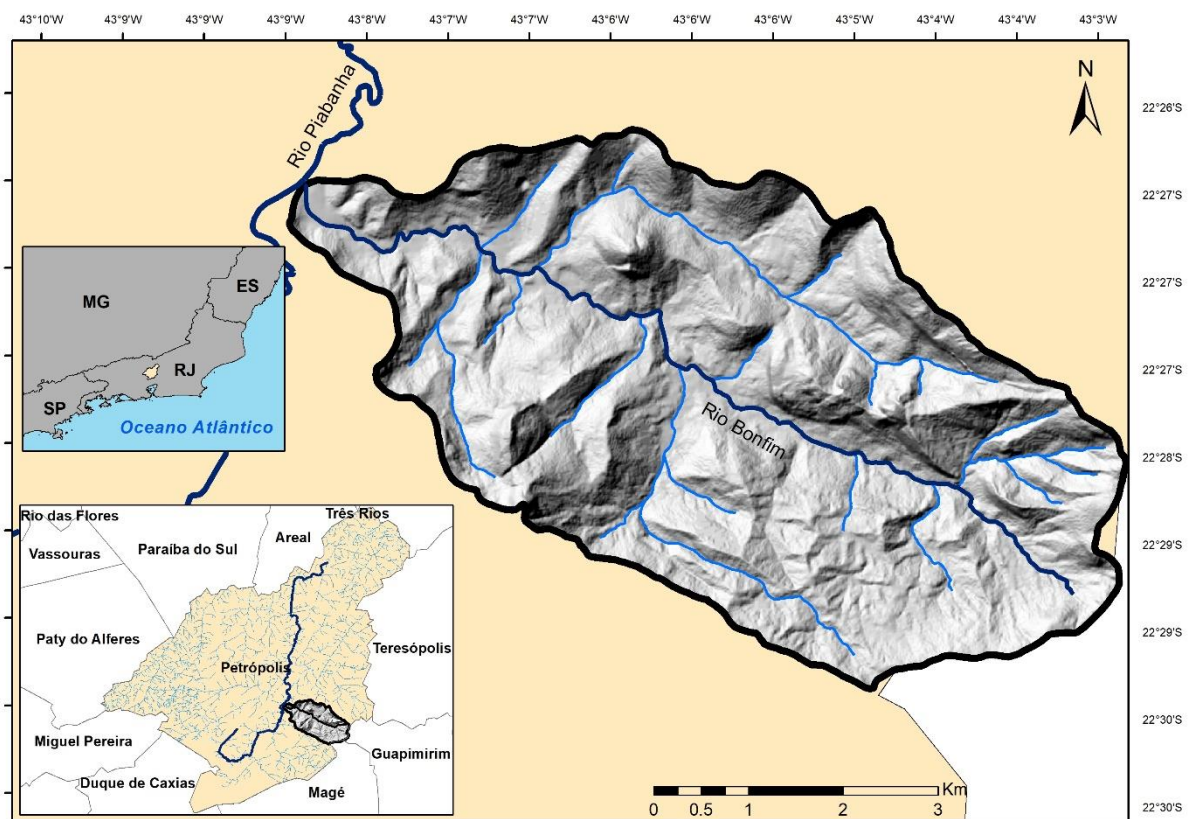 43°10'W 43°9'W 43°9'W 43°9'W 43°8'W 43°7'W 43°7'W 43°6'W 43°6'W 43°6'W 43°5'W 43°4'W 43°4'W 43°3'W
N
22°26'S
22°27'S
22°27'S
22°27'S
22°28'S
22°29'S
22°29'S
22°30'S
22°30'S
Rio Piabanha
Rio Bonfim
MG
ES
RJ
SP
Oceano Atlântico
Rio das Flores
Três Rios
Areal
Vassouras
Paraíba do Sul
Paty do Alferes
Teresópolis
Petrópolis
Miguel Pereira
Guapimirim
Duque de Caxias
Magé
Km
0 0.5 1 2 3